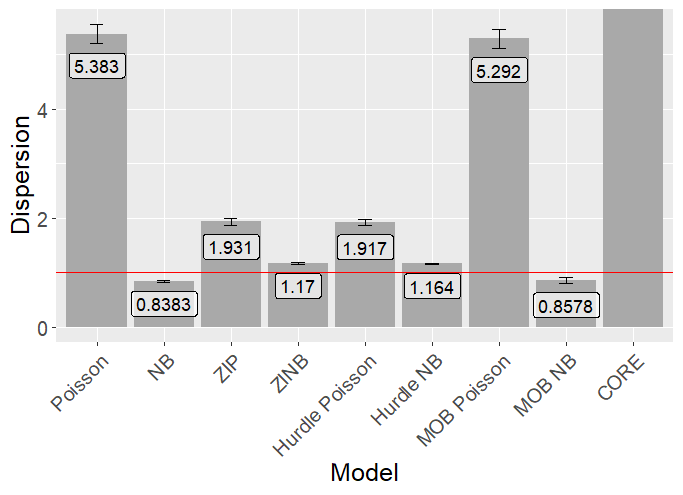 Dispersion
4
2
0
5.383
0.8383
1.931
1.17
1.917
1.164
5.292
0.8578
Poisson
NB
ZIP
ZINB
Hurdle Poisson
Hurdle NB
MOB Poisson
MOB NB
CORE
Model